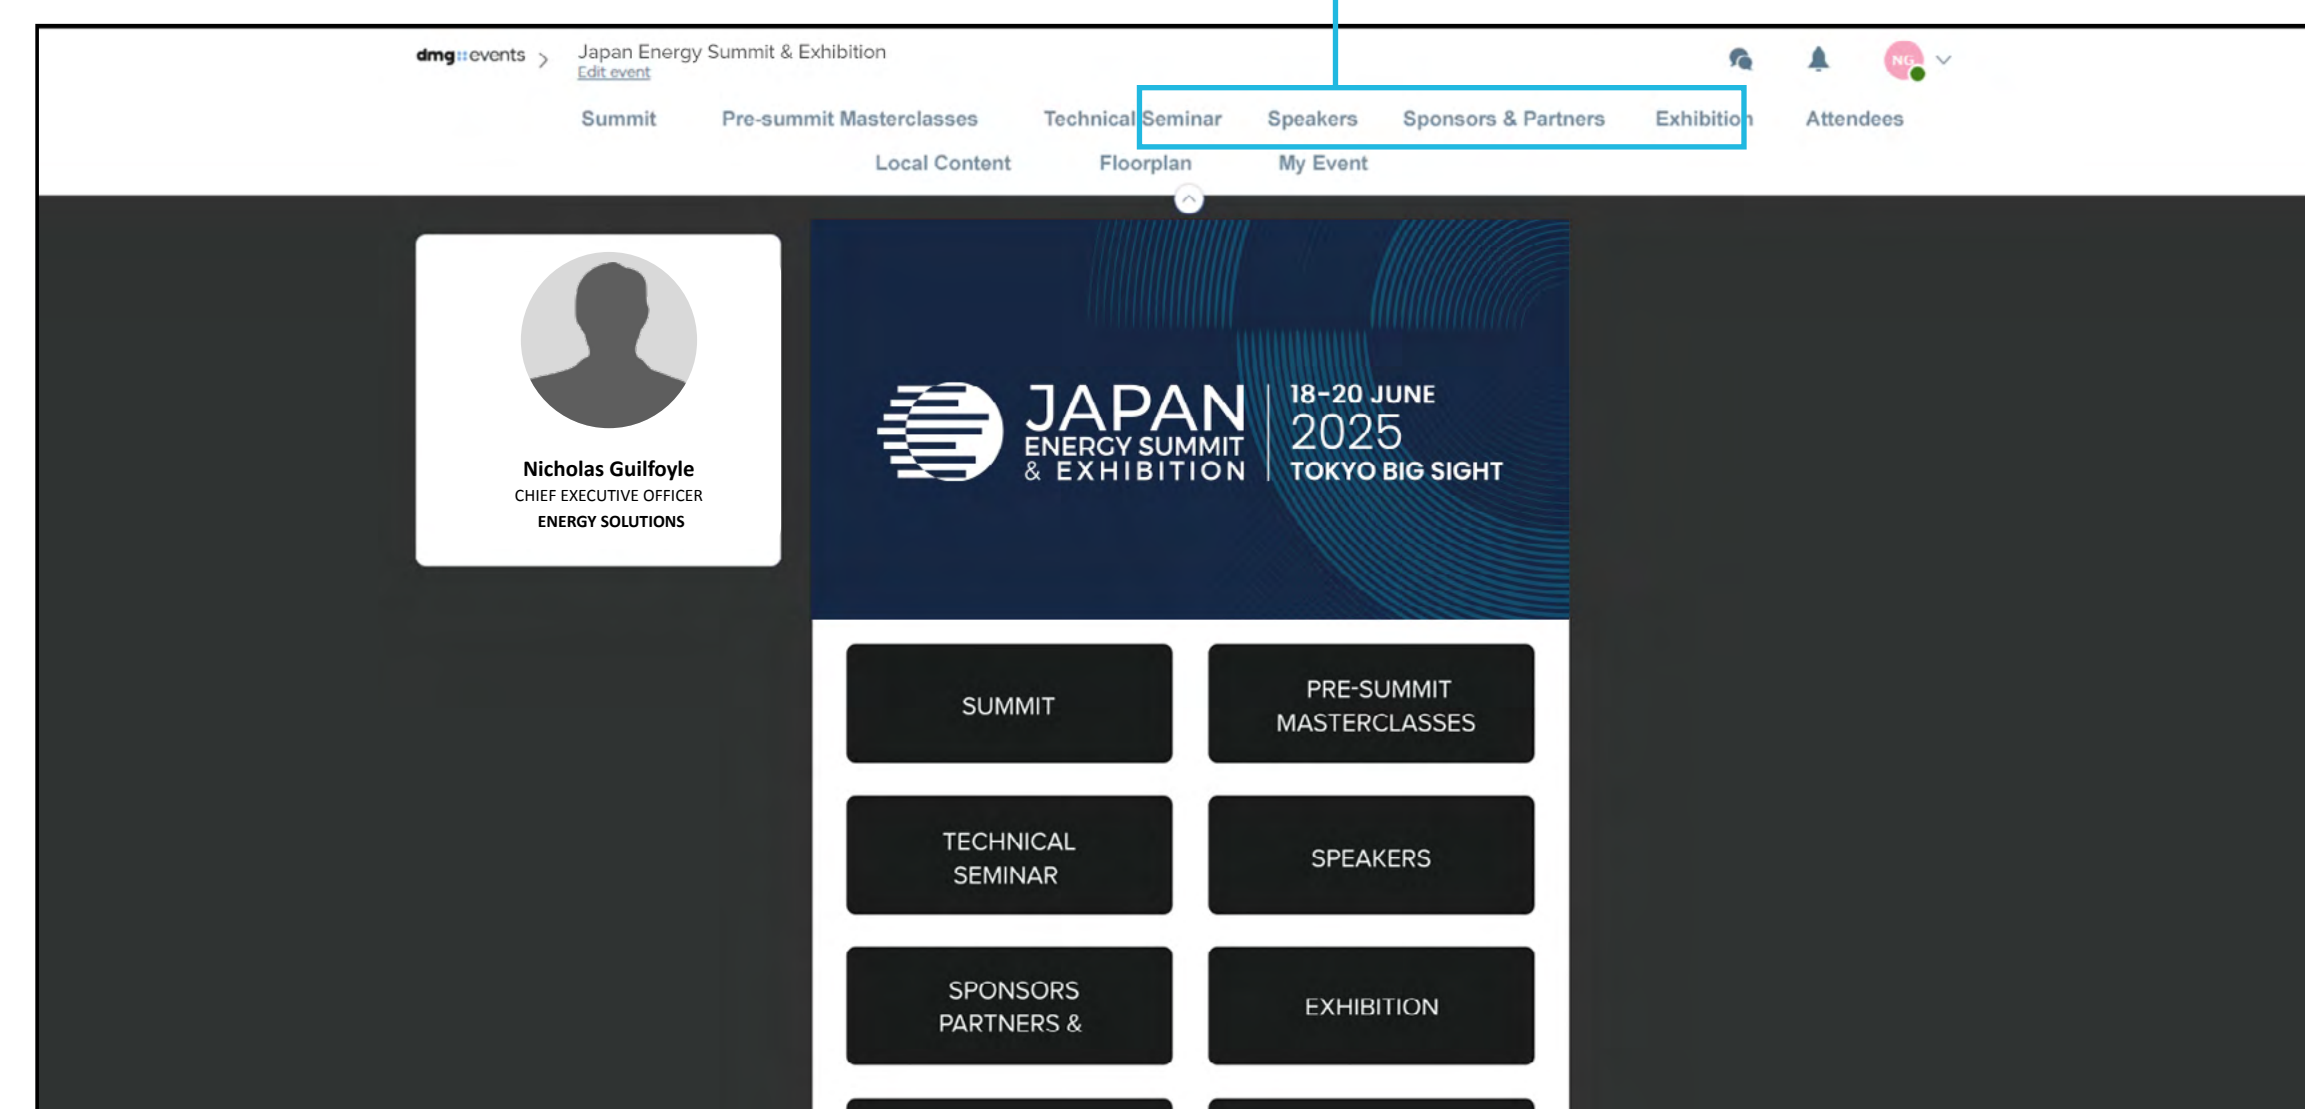 dmg::events > Japan Energy Summit & Exhibition
Edit event
NG
Summit Pre-summit Masterclasses Technical Seminar Speakers Sponsors & Partners Exhibition Attendees
Local Content Floorplan My Event
Nicholas Guilfoyle
CHIEF EXECUTIVE OFFICER
ENERGY SOLUTIONS
JAPAN
ENERGY SUMMIT
& EXHIBITION
18-20 JUNE
2025
TOKYO BIG SIGHT
SUMMIT
PRE-SUMMIT
MASTERCLASSES
TECHNICAL
SEMINAR
SPEAKERS
SPONSORS
PARTNERS &
EXHIBITION